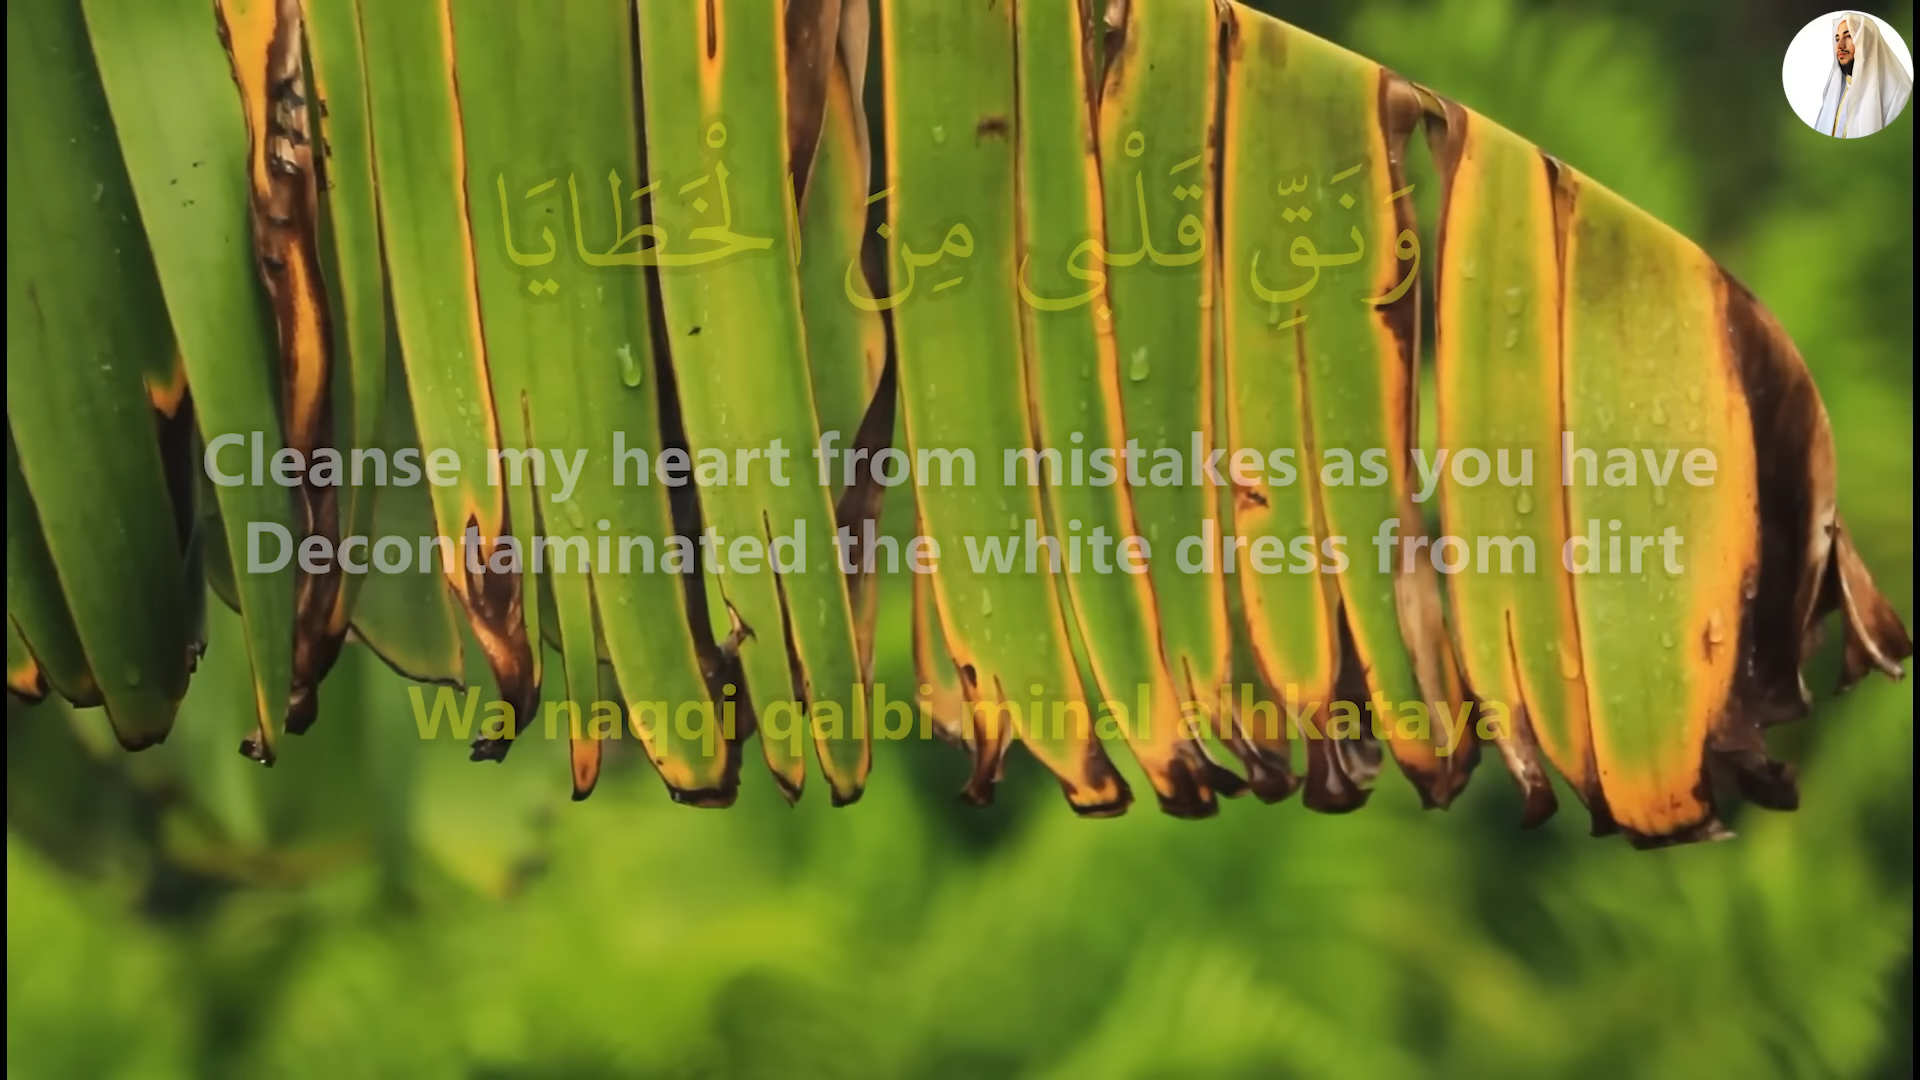 وَنَقِّ قَلْبِي مِنَ الْخَطَايَا
Cleanse my heart from mistakes as you have
Decontaminated the white dress from dirt
Wa naqqi qalbi minal alhkataya